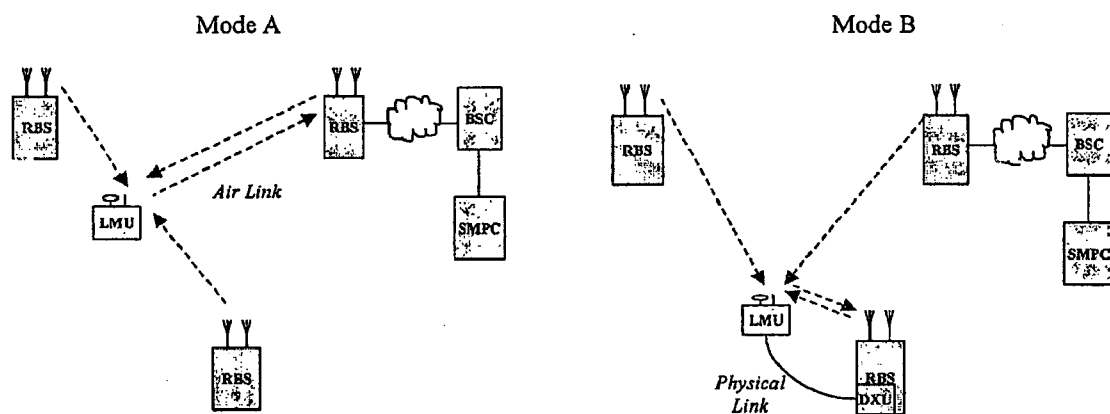 Mode A
RBS
RBS
BSC
Air Link
LMU
SMPC
RBS
Mode B
RBS
RBS
BSC
SMPC
LMU
RBS
DXU
Physical
Link